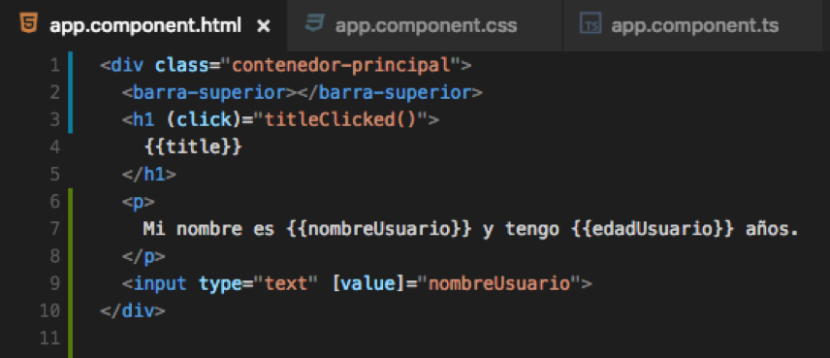 app.component.html × app.component.css TS app.component.ts
1 <div class="contenedor-principal">
2 <barra-superior></barra-superior>
3 <h1 (click)="titleClicked()">
4 {{title}}
5 </h1>
6 <p>
7 Mi nombre es {{nombreUsuario}} y tengo {{edadUsuario}} años.
8 </p>
9 <input type="text" [value]="nombreUsuario">
10 </div>
11